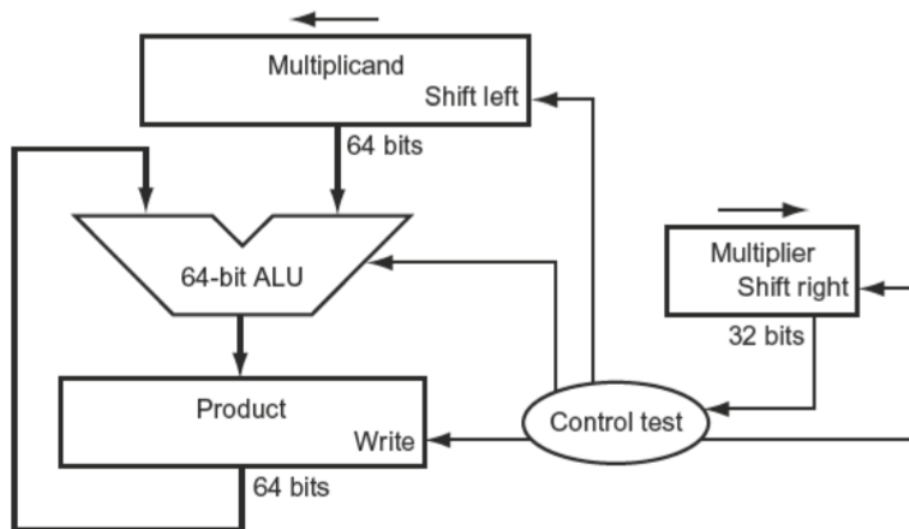 Multiplicand
Shift left
64 bits
64-bit ALU
Multiplier
Shift right
32 bits
Product
Write
Control test
64 bits